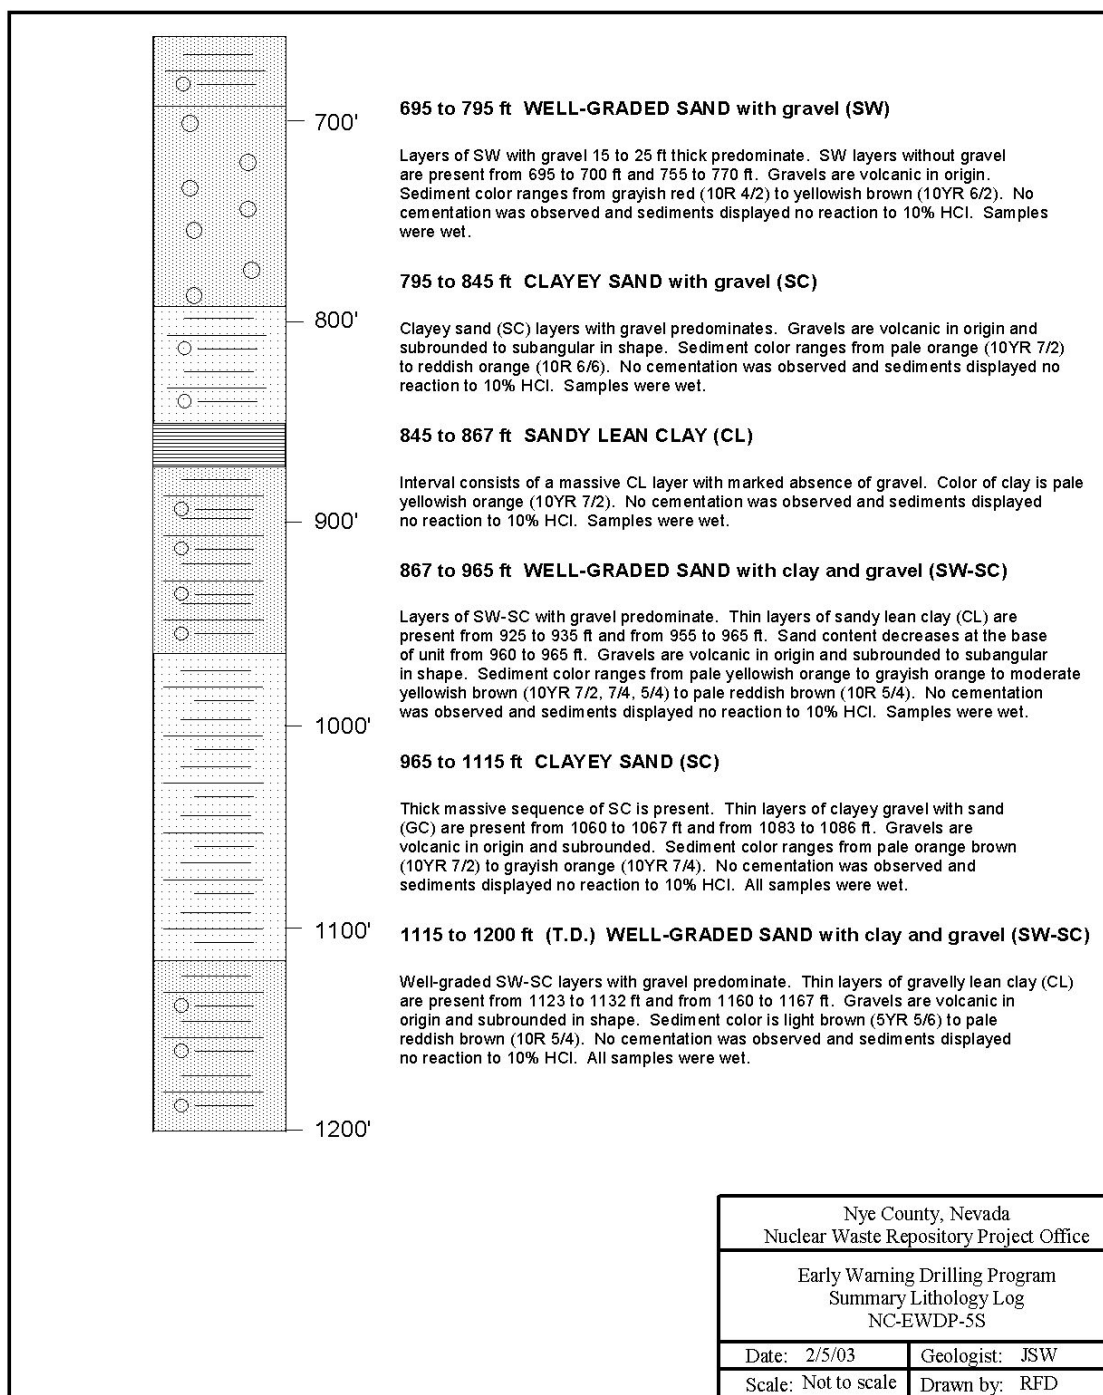 700'
695 to 795 ft WELL-GRADED SAND with gravel (SW)
Layers of SW with gravel 15 to 25 ft thick predominate. SW layers without gravel
are present from 695 to 700 ft and 755 to 770 ft. Gravels are volcanic in origin.
Sediment color ranges from grayish red (10R 4/2) to yellowish brown (10YR 6/2). No
cementation was observed and sediments displayed no reaction to 10% HCl. Samples
were wet.
795 to 845 ft CLAYEY SAND with gravel (SC)
800'
Clayey sand (SC) layers with gravel predominates. Gravels are volcanic in origin and
subrounded to subangular in shape. Sediment color ranges from pale orange (10YR 7/2)
to reddish orange (10R 6/6). No cementation was observed and sediments displayed no
reaction to 10% HCl. Samples were wet.
845 to 867 ft SANDY LEAN CLAY (CL)
Interval consists of a massive CL layer with marked absence of gravel. Color of clay is pale
yellowish orange (10YR 7/2). No cementation was observed and sediments displayed
no reaction to 10% HCl. Samples were wet.
900'
867 to 965 ft WELL-GRADED SAND with clay and gravel (SW-SC)
Layers of SW-SC with gravel predominate. Thin layers of sandy lean clay (CL) are
present from 925 to 935 ft and from 955 to 965 ft. Sand content decreases at the base
of unit from 960 to 965 ft. Gravels are volcanic in origin and subrounded to subangular
in shape. Sediment color ranges from pale yellowish orange to grayish orange to moderate
yellowish brown (10YR 7/2, 7/4, 5/4) to pale reddish brown (10R 5/4). No cementation
was observed and sediments displayed no reaction to 10% HCl. Samples were wet.
1000'
965 to 1115 ft CLAYEY SAND (SC)
Thick massive sequence of SC is present. Thin layers of clayey gravel with sand
(GC) are present from 1060 to 1067 ft and from 1083 to 1086 ft. Gravels are
volcanic in origin and subrounded. Sediment color ranges from pale orange brown
(10YR 7/2) to grayish orange (10YR 7/4). No cementation was observed and
sediments displayed no reaction to 10% HCl. All samples were wet.
1100'
1115 to 1200 ft (T.D.) WELL-GRADED SAND with clay and gravel (SW-SC)
Well-graded SW-SC layers with gravel predominate. Thin layers of gravelly lean clay (CL)
are present from 1123 to 1132 ft and from 1160 to 1167 ft. Gravels are volcanic in
origin and subrounded in shape. Sediment color is light brown (5YR 5/6) to pale
reddish brown (10R 5/4). No cementation was observed and sediments displayed
no reaction to 10% HCl. All samples were wet.
1200'
Nye County, Nevada
Nuclear Waste Repository Project Office
Early Warning Drilling Program
Summary Lithology Log
NC-EWDP-5S
Date: 2/5/03 Geologist: JSW
Scale: Not to scale Drawn by: RFD